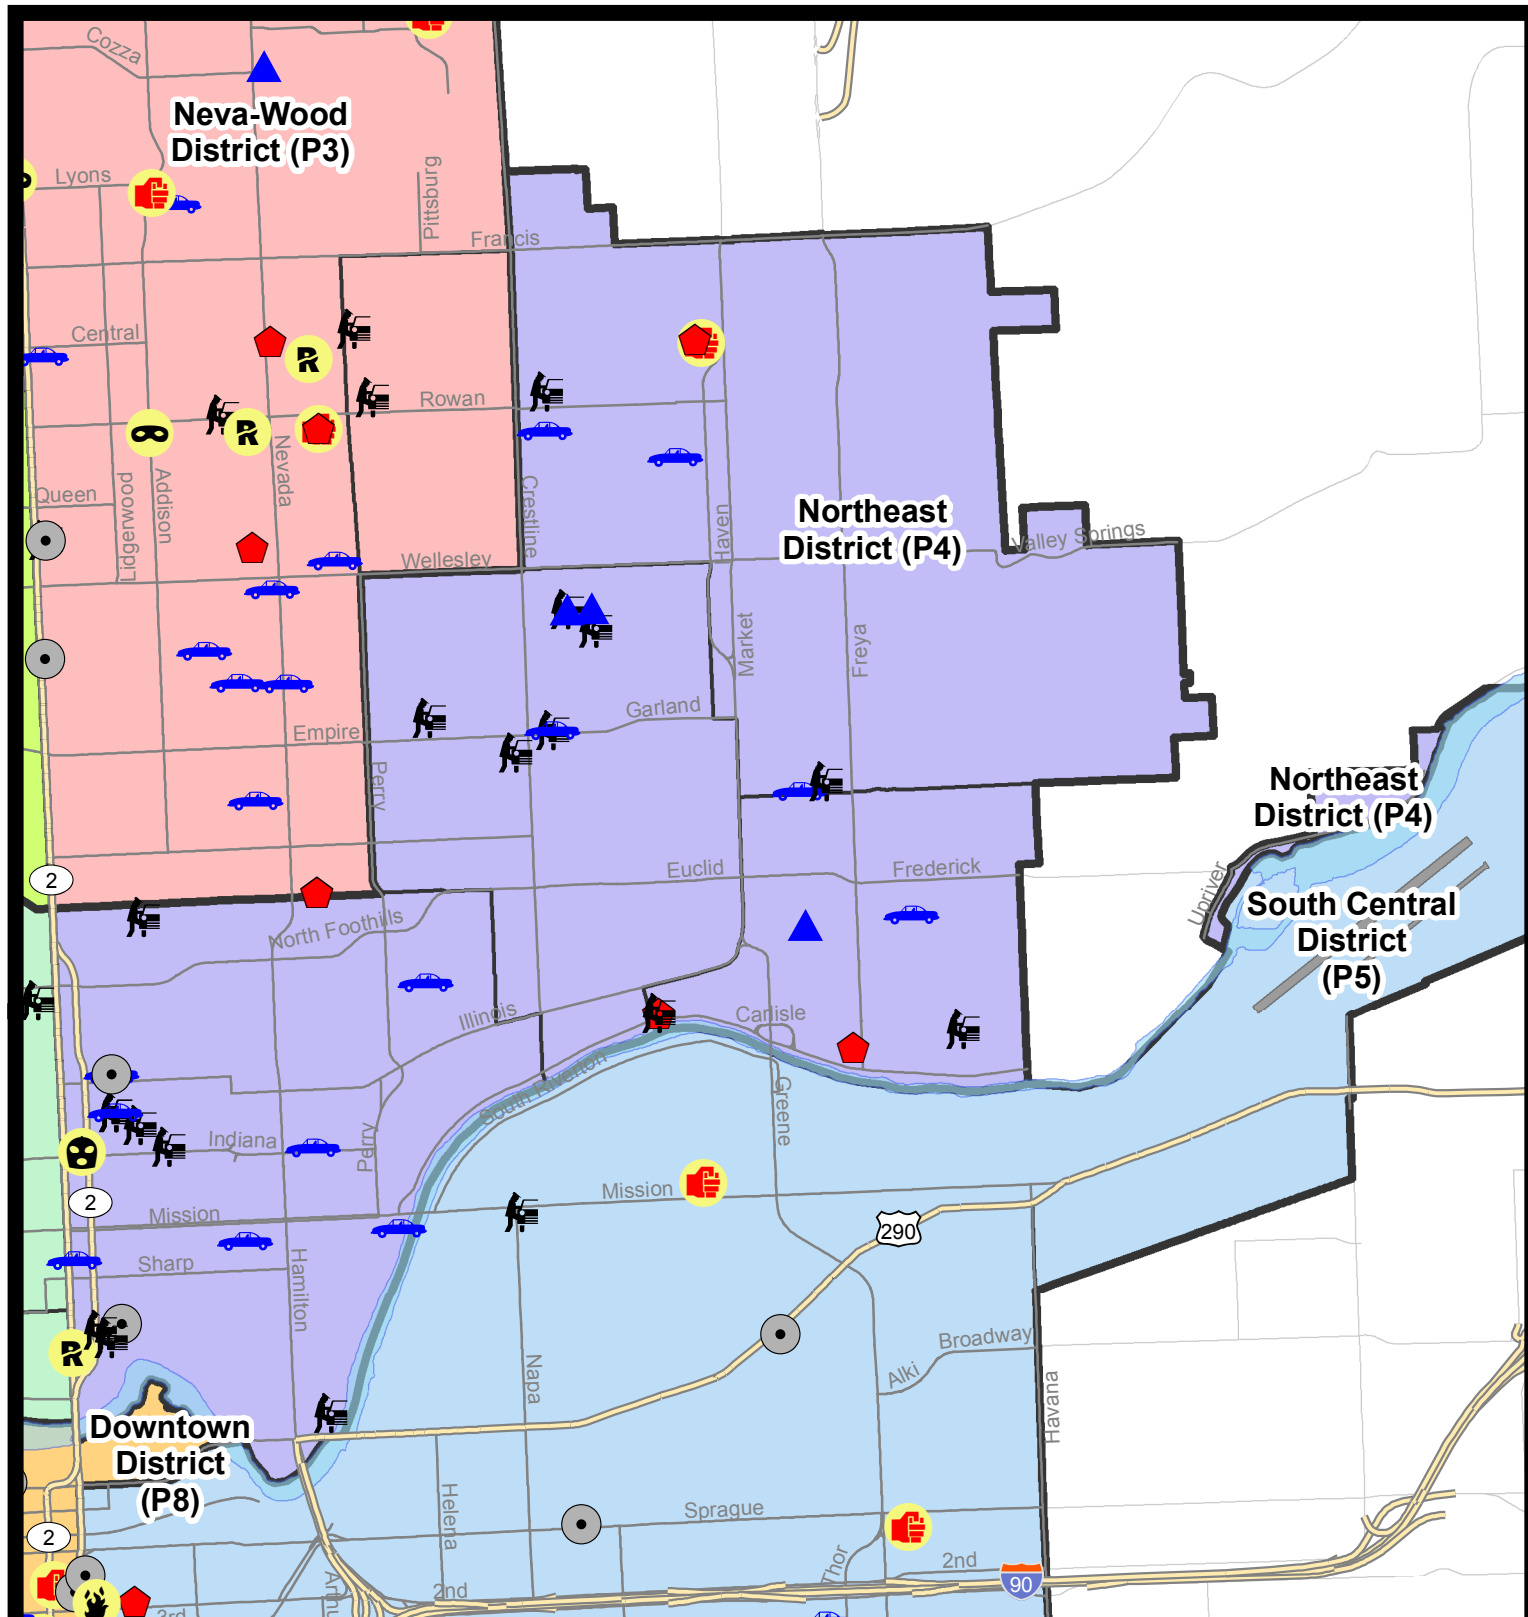 Cozza
Neva-Wood
District (P3)
Lyons
Pittsburg
Francis
Central
R
Rowan
R
Nevada
Queen
Lidgerwood
Addison
Crestline
Haven
Northeast
District (P4)
Valley Springs
Wellesley
Market
Freya
Garland
Empire
Perry
Northeast
District (P4)
Euclid
Frederick
2
Upriver
South Central
District
(P5)
North Foothills
Illinois
Carlisle
South Riverton
Greene
Indiana
Perry
Mission
2
Mission
290
Sharp
Hamilton
R
Napa
Broadway
Alki
Havana
Downtown
District
(P8)
Helena
Sprague
2
Thor
2nd
90
2nd
3rd